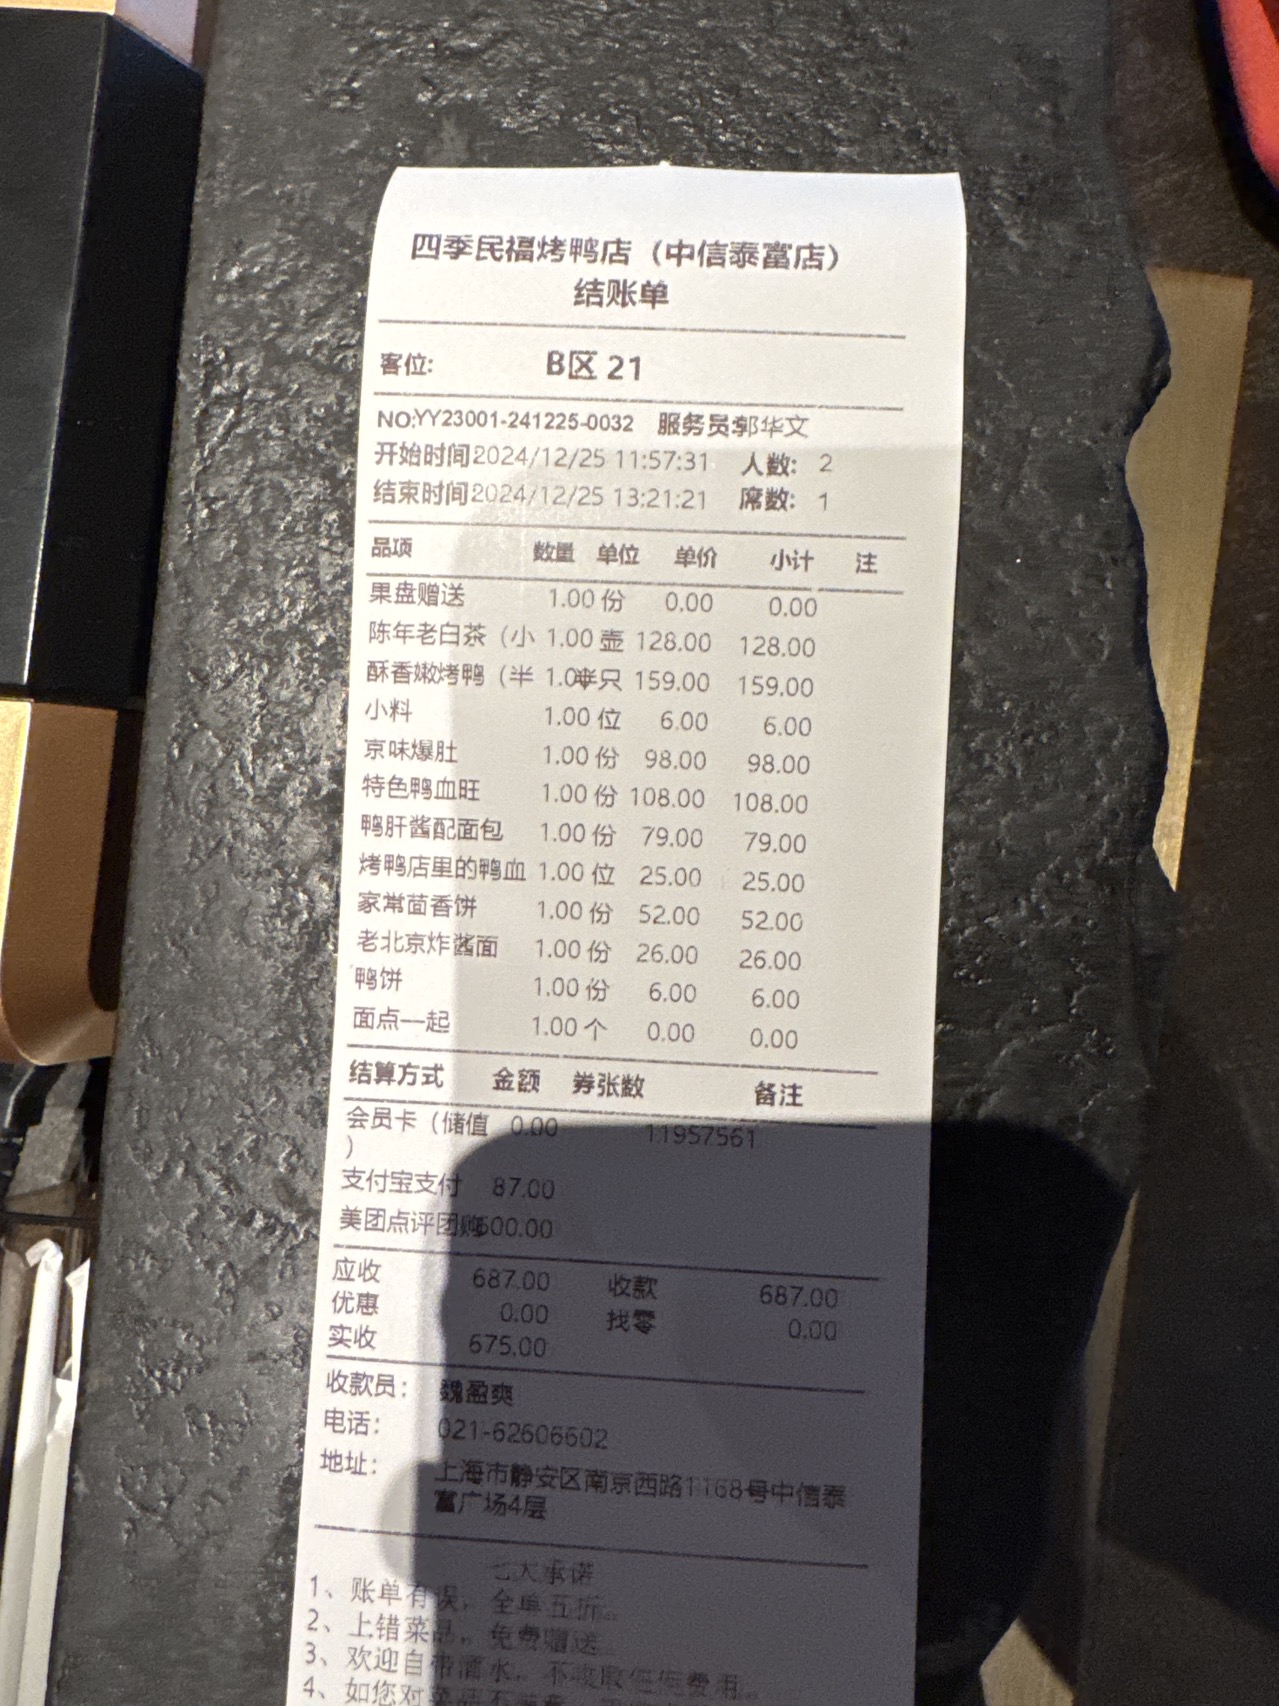 四季民福烤鸭店（中信泰富店）
结账单
客位： B区 21
NO:YY23001-241225-0032 服务员郭华文
开始时间2024/12/25 11:57:31 人数： 2
结束时间2024/12/25 13:21:21 席数： 1
品项 数量 单位 单价 小计 注
果盘赠送 1.00 份 0.00 0.00
陈年老白茶（小 1.00 壶 128.00 128.00
酥香嫩烤鸭（半 1.00半只 159.00 159.00
小料 1.00 位 6.00 6.00
京味爆肚 1.00 份 98.00 98.00
特色鸭血旺 1.00 份 108.00 108.00
鸭肝酱配面包 1.00 份 79.00 79.00
烤鸭店里的鸭血 1.00 位 25.00 25.00
家常茴香饼 1.00 份 52.00 52.00
老北京炸酱面 1.00 份 26.00 26.00
鸭饼 1.00 份 6.00 6.00
面点一起 1.00 个 0.00 0.00
结算方式 金额 券张数 备注
会员卡（储值 0.00 11957561
）
支付宝支付 87.00
美团点评团购600.00
应收 687.00 收款 687.00
优惠 0.00 找零 0.00
实收 675.00
收款员： 魏盈爽
电话： 021-62606602
地址： 上海市静安区南京西路1168号中信泰
富广场4层
七大承诺
1、账单有误，全单五折。
2、上错菜品，免费赠送
3、欢迎自带酒水，不收取任何费用。
4、如您对菜品不